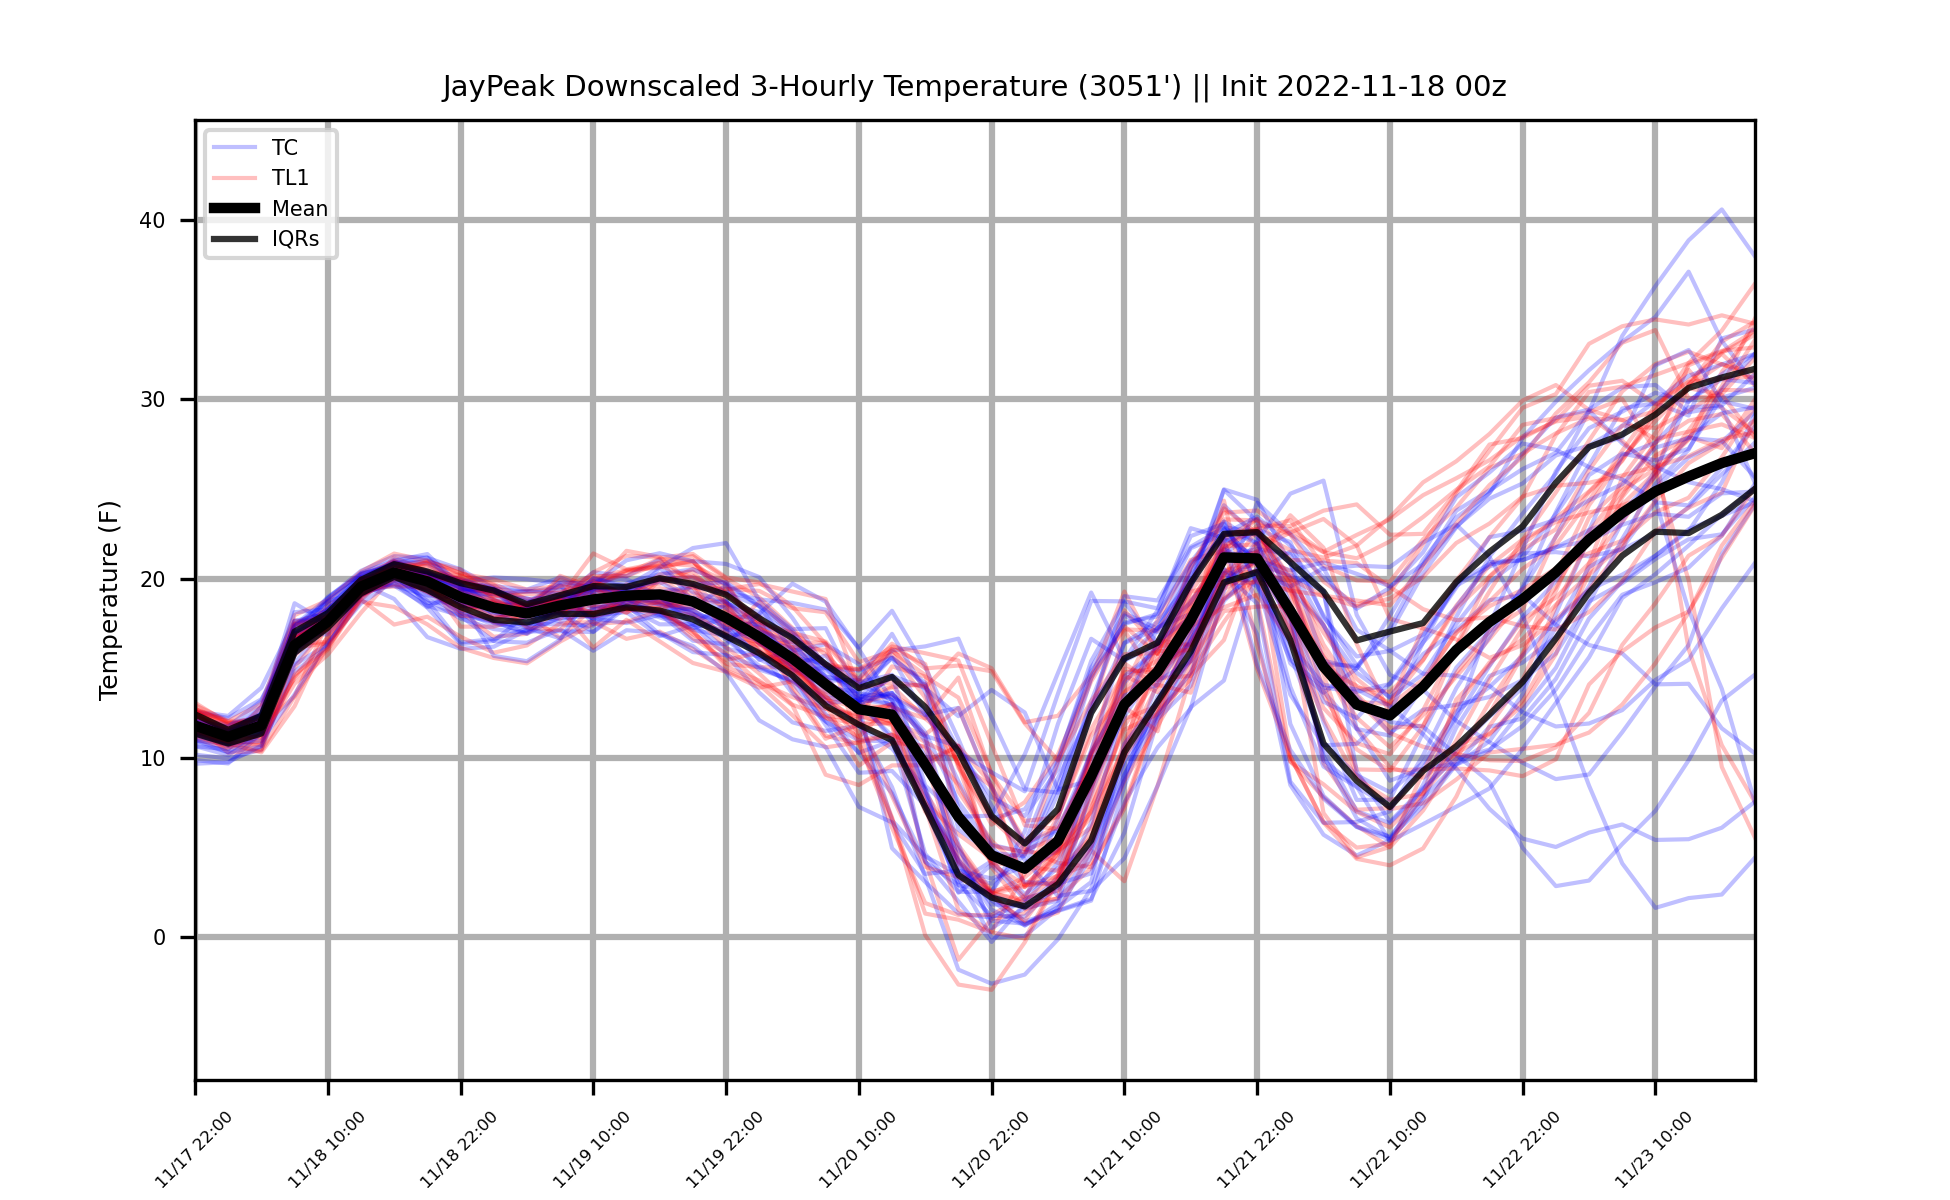 JayPeak Downscaled 3-Hourly Temperature (3051') || Init 2022-11-18 00z
TC
TL1
Mean
IQRs
Temperature (F)
40
30
20
10
0
11/17 22:00
11/18 10:00
11/18 22:00
11/19 10:00
11/19 22:00
11/20 10:00
11/20 22:00
11/21 10:00
11/21 22:00
11/22 10:00
11/22 22:00
11/23 10:00